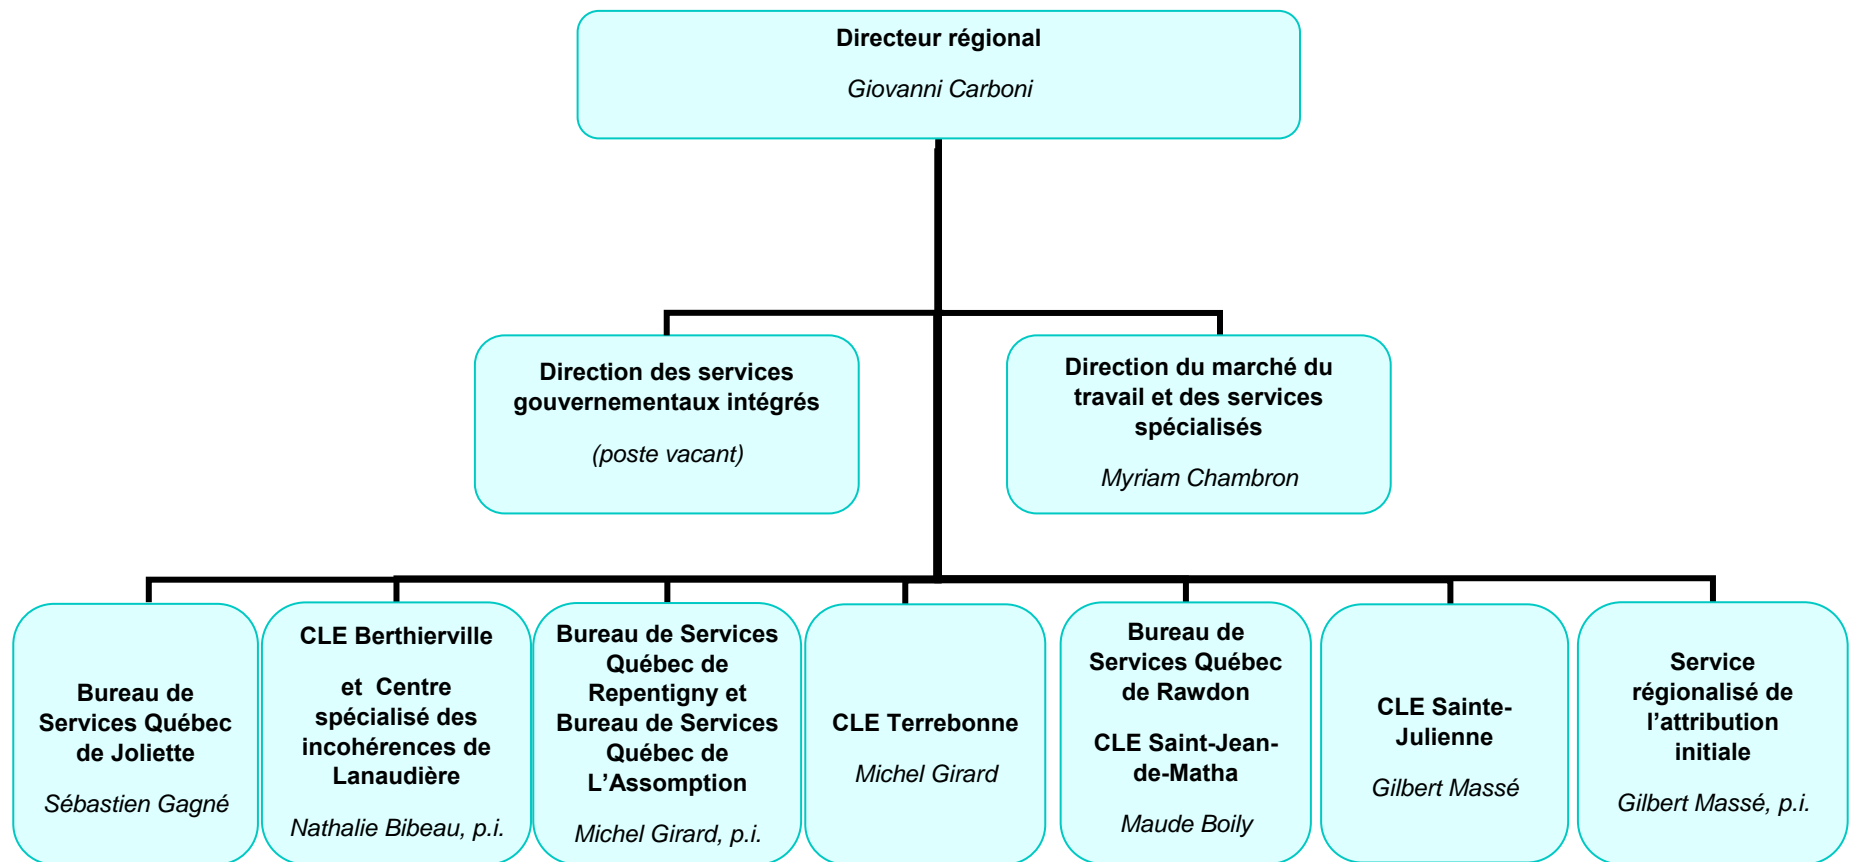 Directeur régional
Giovanni Carboni
Direction des services
gouvernementaux intégrés
(poste vacant)
Direction du marché du
travail et des services
spécialisés
Myriam Chambron
Bureau de
Services Québec
de Joliette
Sébastien Gagné
CLE Berthierville
et Centre
spécialisé des
incohérences de
Lanaudière
Nathalie Bibeau, p.i.
Bureau de Services
Québec de
Repentigny et
Bureau de Services
Québec de
L’Assomption
Michel Girard, p.i.
CLE Terrebonne
Michel Girard
Bureau de
Services Québec
de Rawdon
CLE Saint-Jean-
de-Matha
Maude Boily
CLE Sainte-
Julienne
Gilbert Massé
Service
régionalisé de
l’attribution
initiale
Gilbert Massé, p.i.